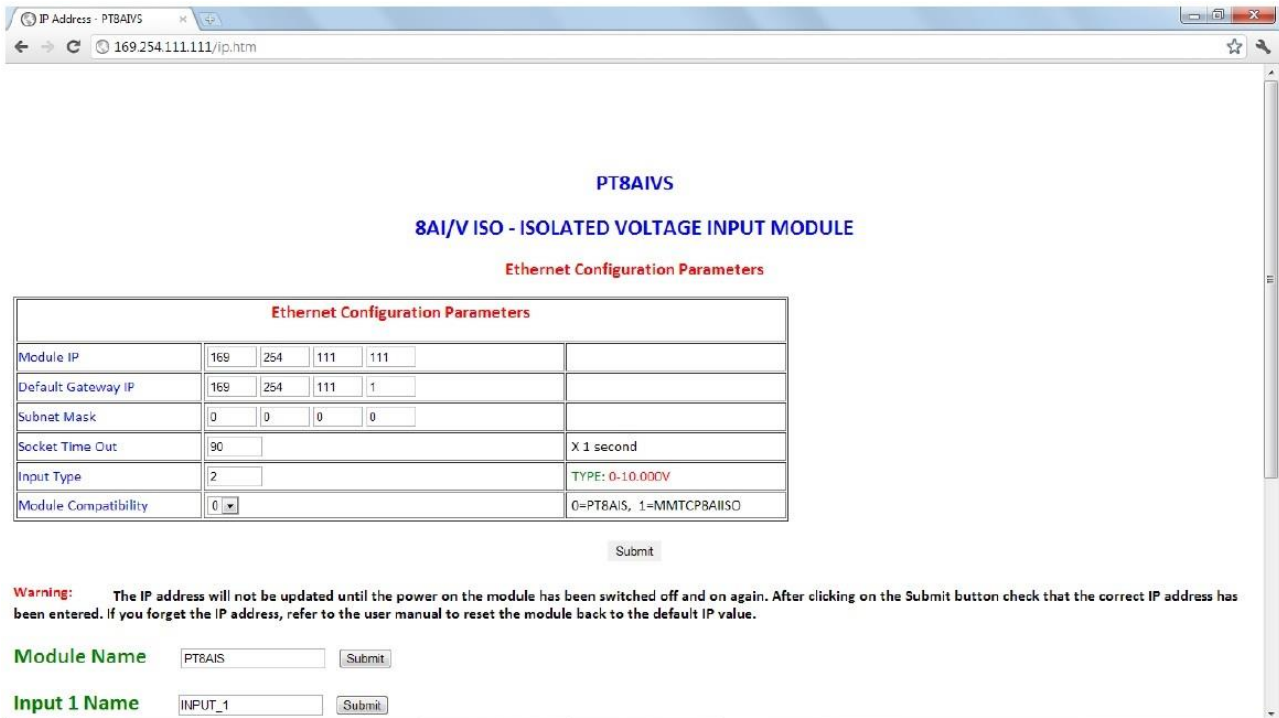 IP Address - PT8AIVS
169.254.111.111/ip.htm
PT8AIVS
8AI/V ISO - ISOLATED VOLTAGE INPUT MODULE
Ethernet Configuration Parameters
Ethernet Configuration Parameters
Module IP 169 254 111 111
Default Gateway IP 169 254 111 1
Subnet Mask 0 0 0 0
Socket Time Out 90 X 1 second
Input Type 2 TYPE: 0-10.000V
Module Compatibility 0 0=PT8AIS, 1=MMTCP8AIISO
Submit
Warning: The IP address will not be updated until the power on the module has been switched off and on again. After clicking on the Submit button check that the correct IP address has
been entered. If you forget the IP address, refer to the user manual to reset the module back to the default IP value.
Module Name PT8AIS Submit
Input 1 Name INPUT_1 Submit